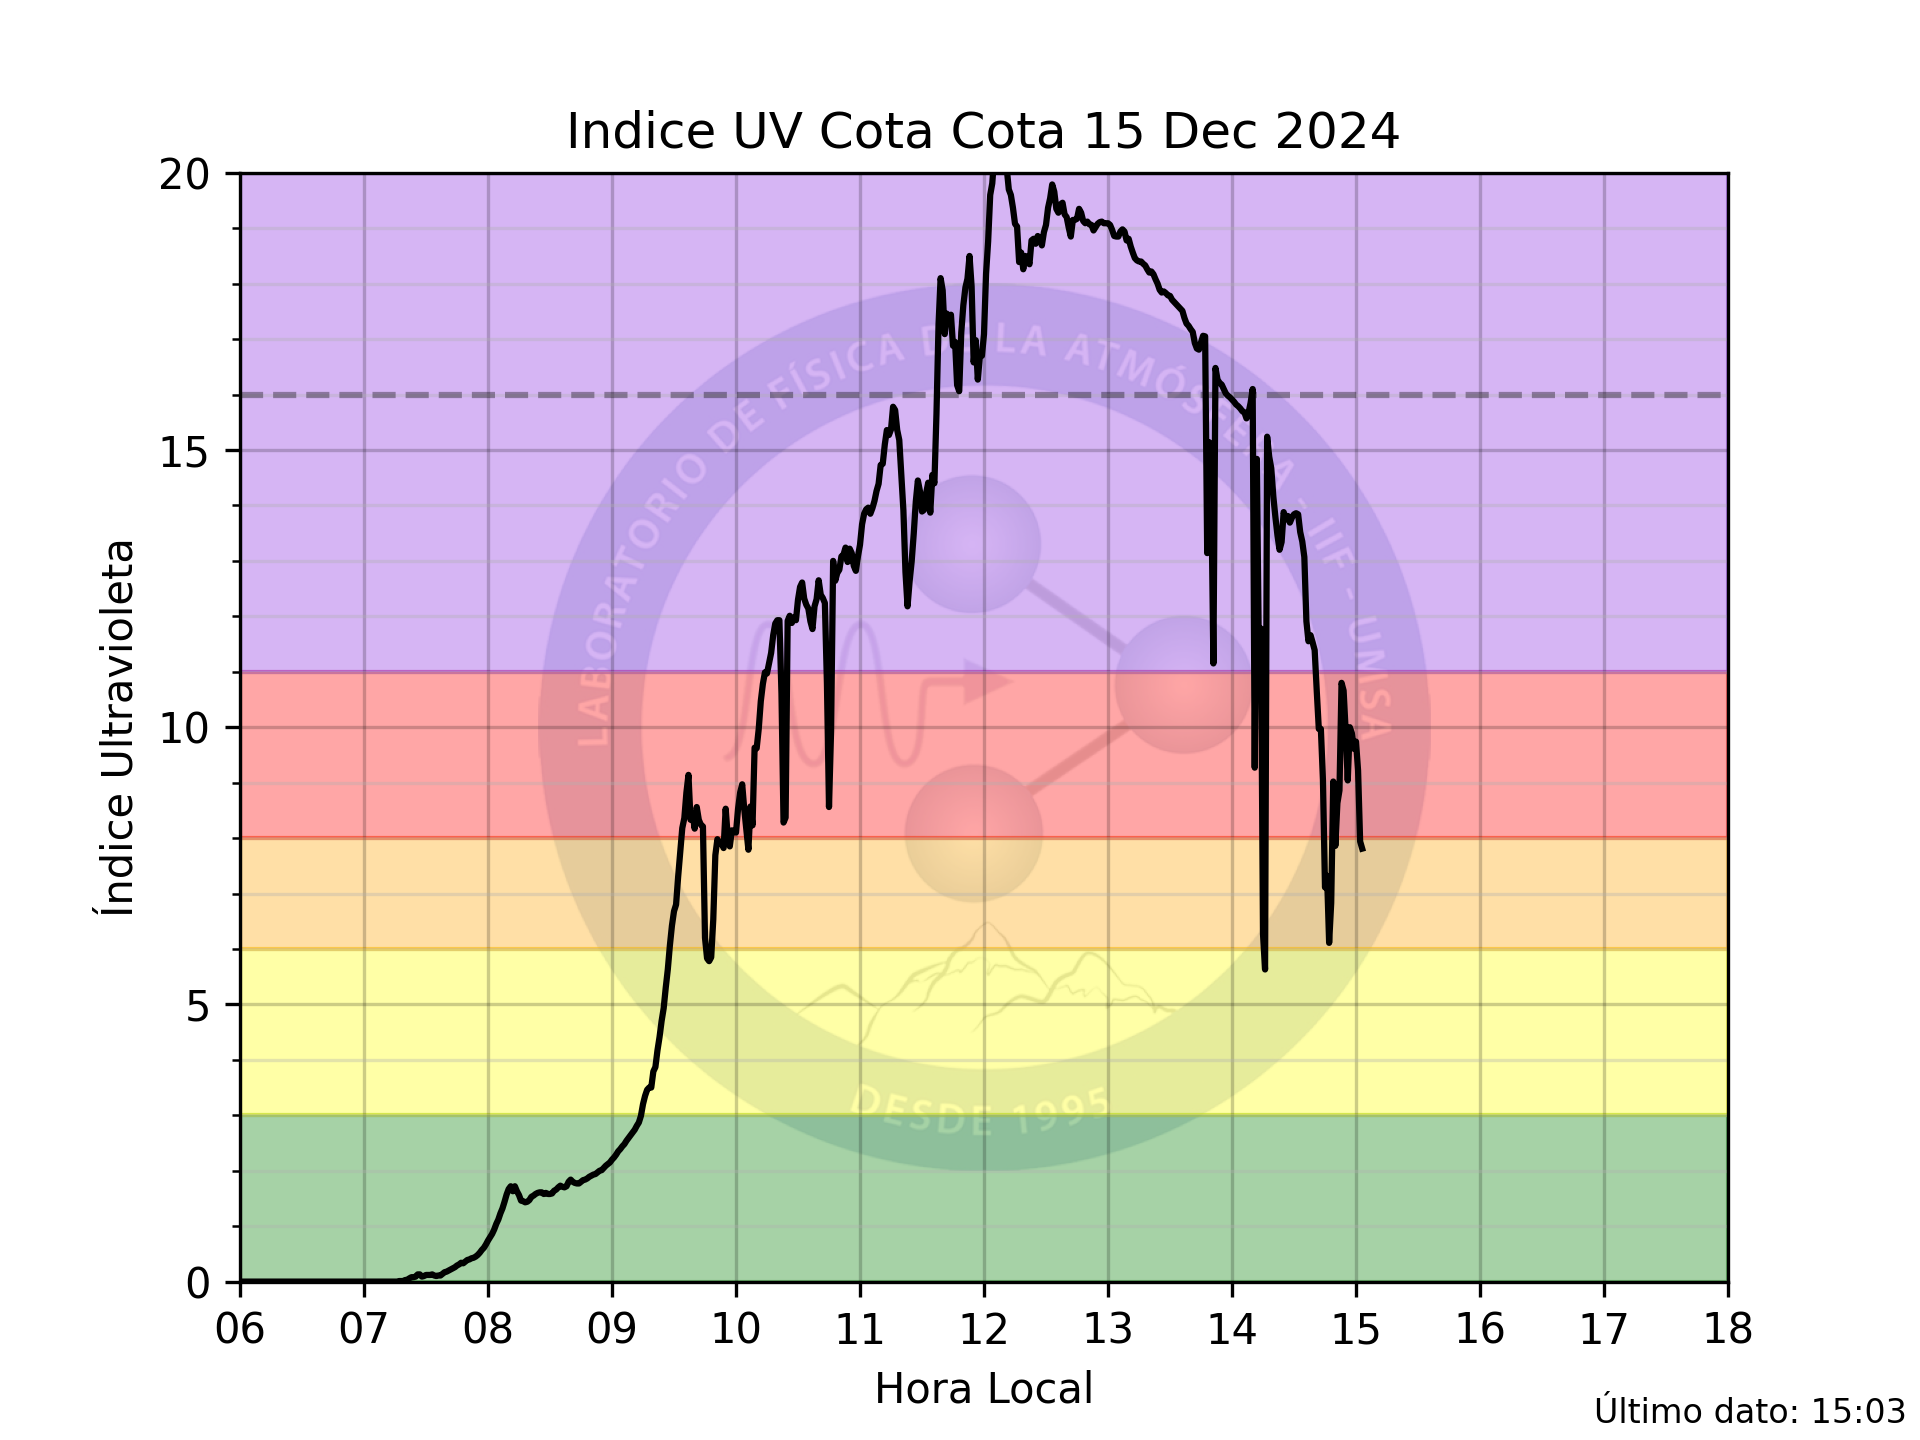 Indice UV Cota Cota 15 Dec 2024
20
15
10
5
0
Índice Ultravioleta
LABORATORIO DE FÍSICA DE LA ATMÓSFERA - IIF - UMSA
DESDE 1995
06 07 08 09 10 11 12 13 14 15 16 17 18
Hora Local
Último dato: 15:03